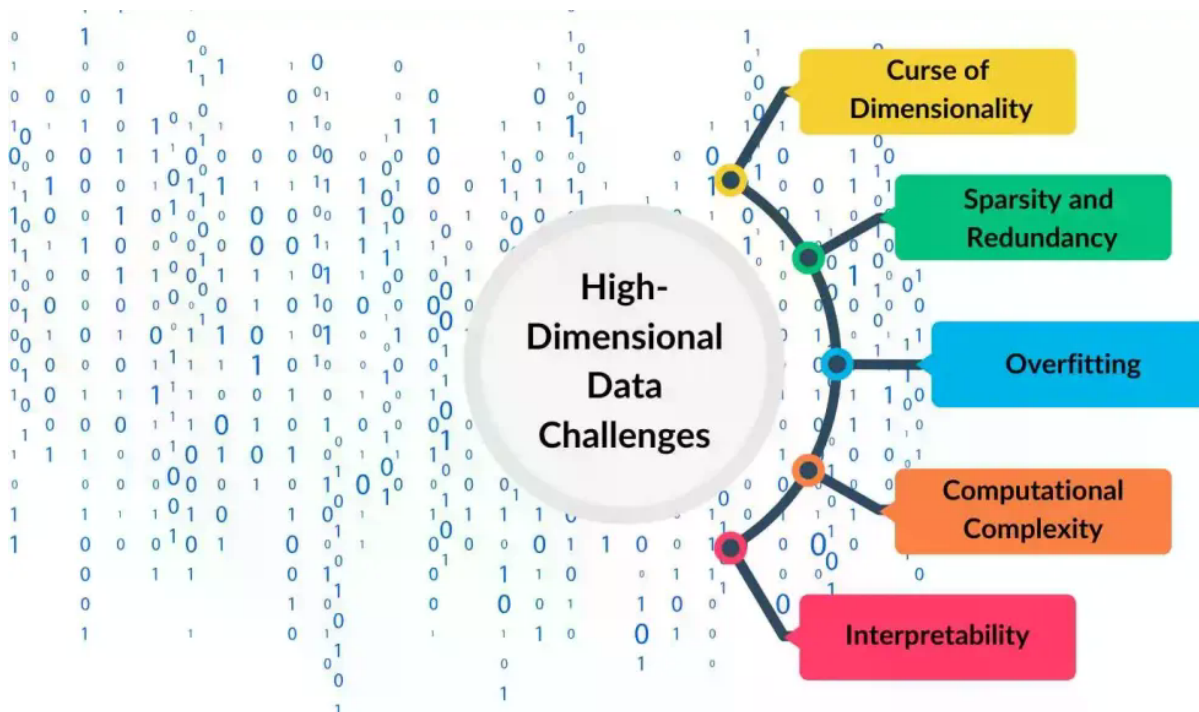 High-
Dimensional
Data
Challenges
Curse of
Dimensionality
Sparsity and
Redundancy
Overfitting
Computational
Complexity
Interpretability